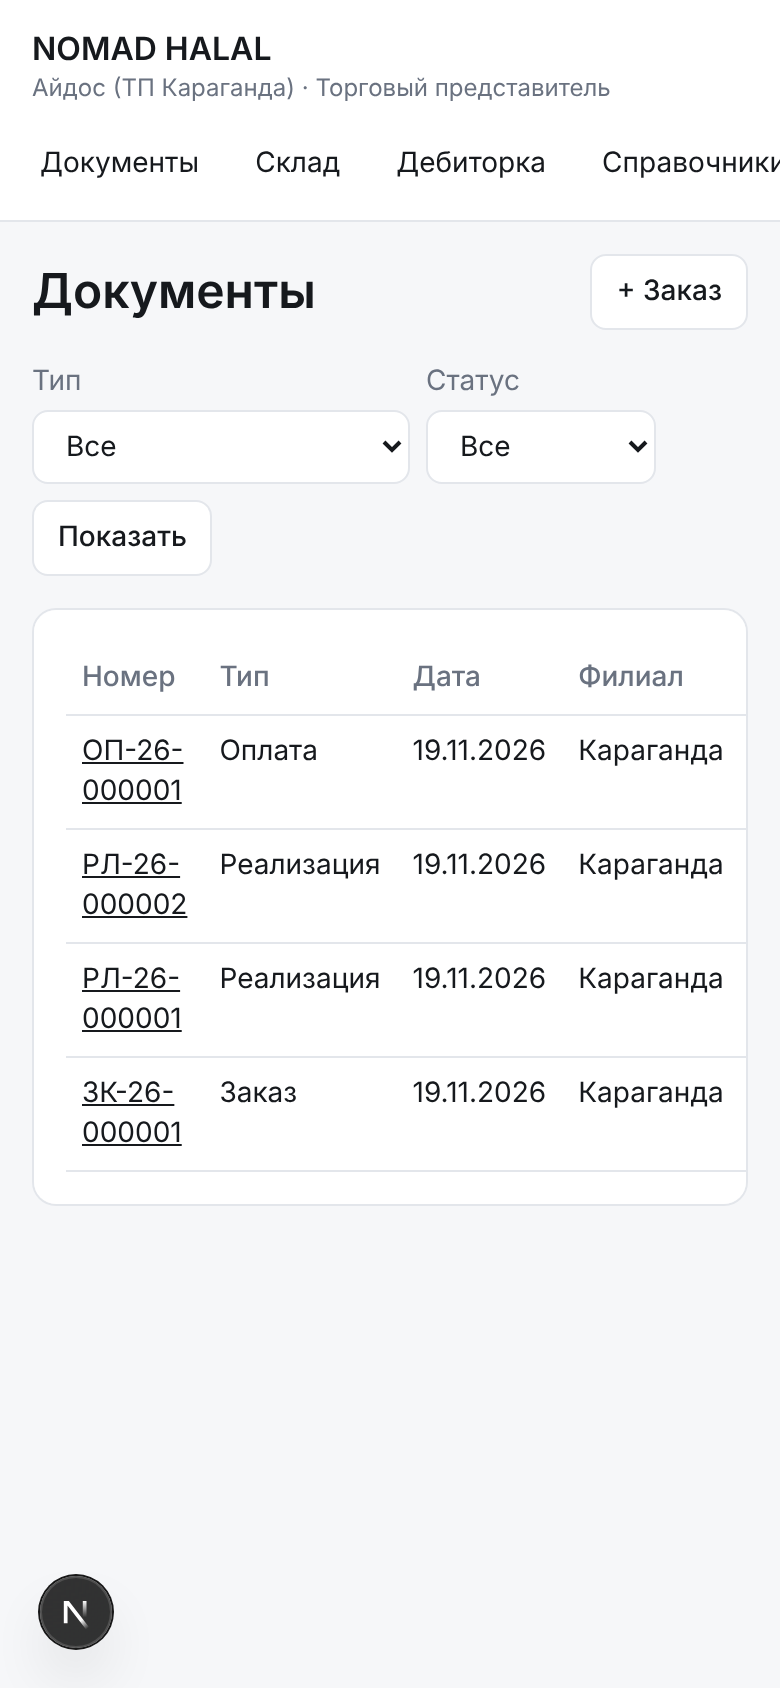 NOMAD HALAL
Айдос (ТП Караганда) · Торговый представитель
Документы Склад Дебиторка Справочники
Документы + Заказ
Тип Статус
Все Все
Показать
Номер Тип Дата Филиал
ОП-26- Оплата 19.11.2026 Караганда
000001
РЛ-26- Реализация 19.11.2026 Караганда
000002
РЛ-26- Реализация 19.11.2026 Караганда
000001
ЗК-26- Заказ 19.11.2026 Караганда
000001
N